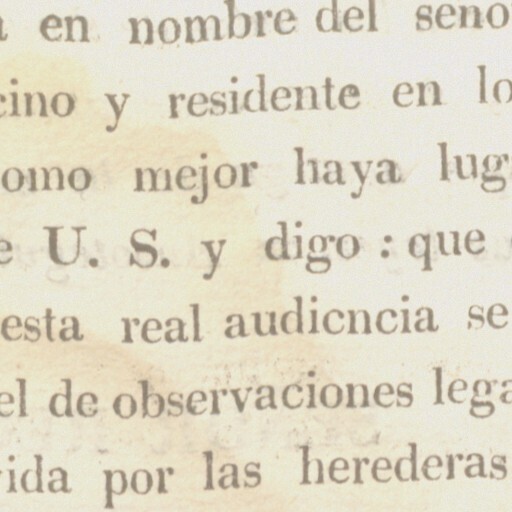 en nombre del seno
cino y residente en lo
omo mejor haya lug
e U. S. y digo : que
esta real audicncia se
el de observaciones lega
ida por las herederas